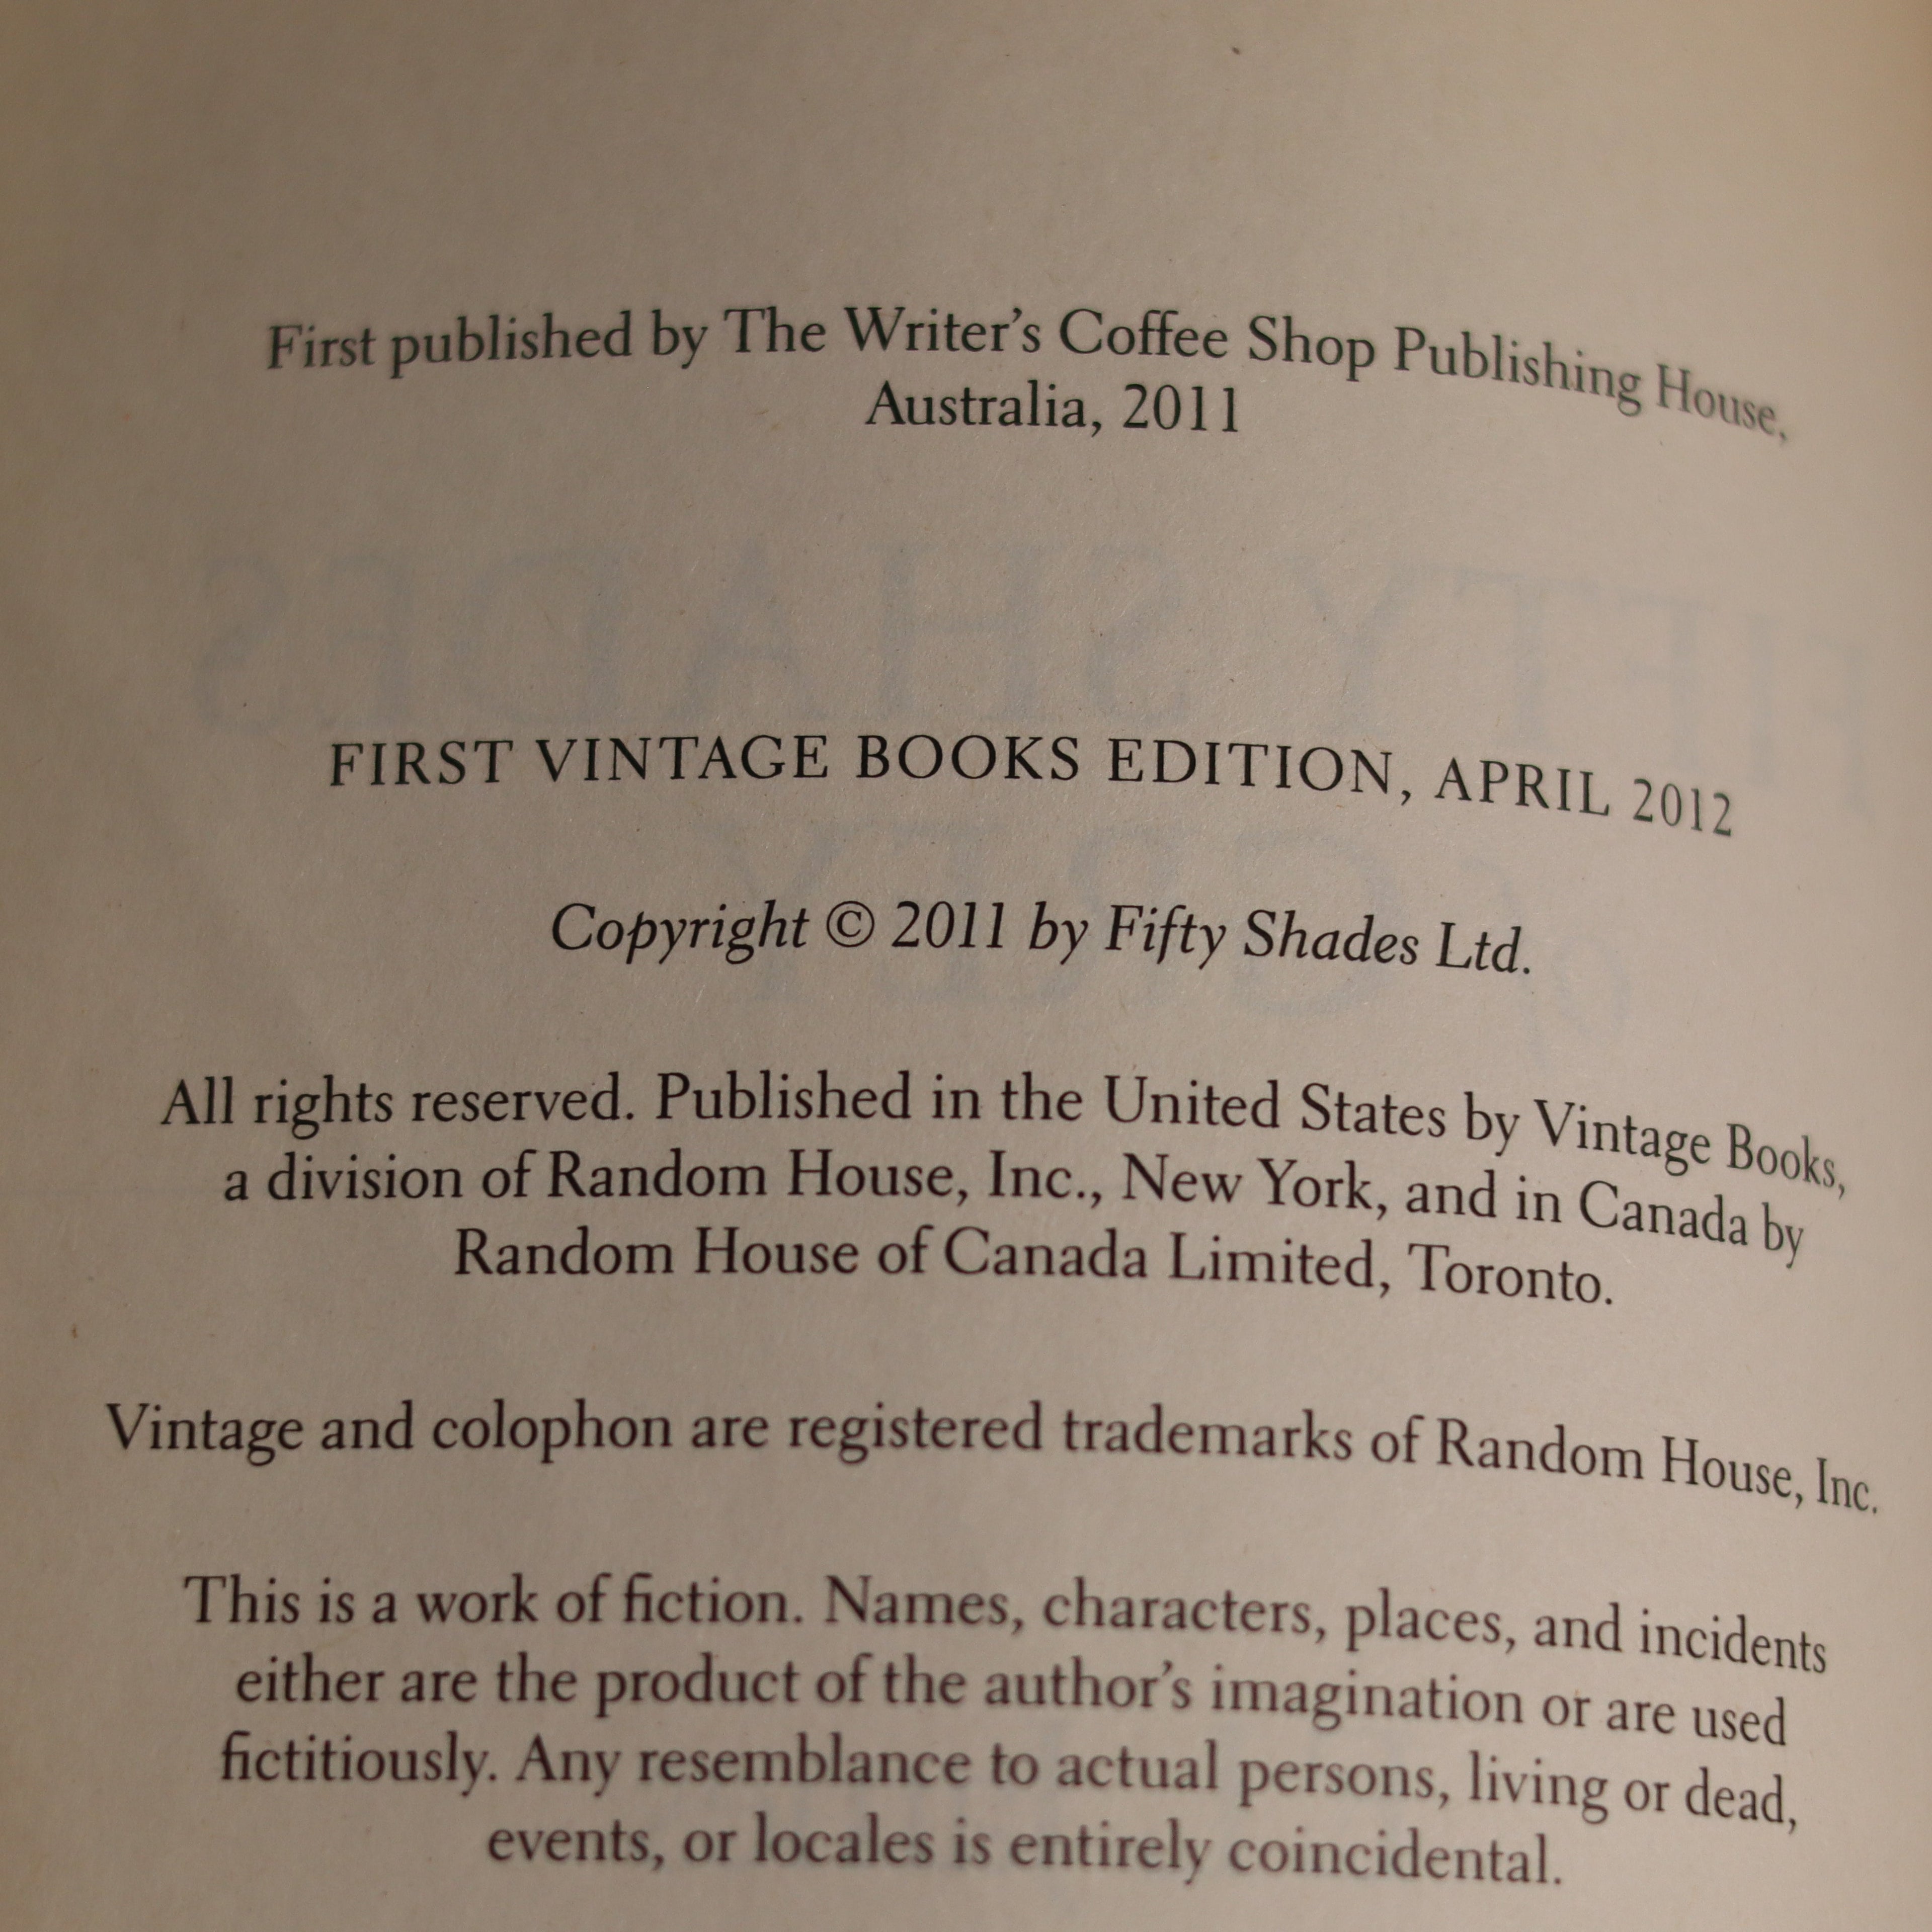 First published by The Writer's Coffee Shop Publishing House,
Australia, 2011
FIFTY SHADES
of GREY
FIRST VINTAGE BOOKS EDITION, APRIL 2012
Copyright © 2011 by Fifty Shades Ltd.
All rights reserved. Published in the United States by Vintage Books,
a division of Random House, Inc., New York, and in Canada by
Random House of Canada Limited, Toronto.
Vintage and colophon are registered trademarks of Random House, Inc.
This is a work of fiction. Names, characters, places, and incidents
either are the product of the author's imagination or are used
fictitiously. Any resemblance to actual persons, living or dead,
events, or locales is entirely coincidental.